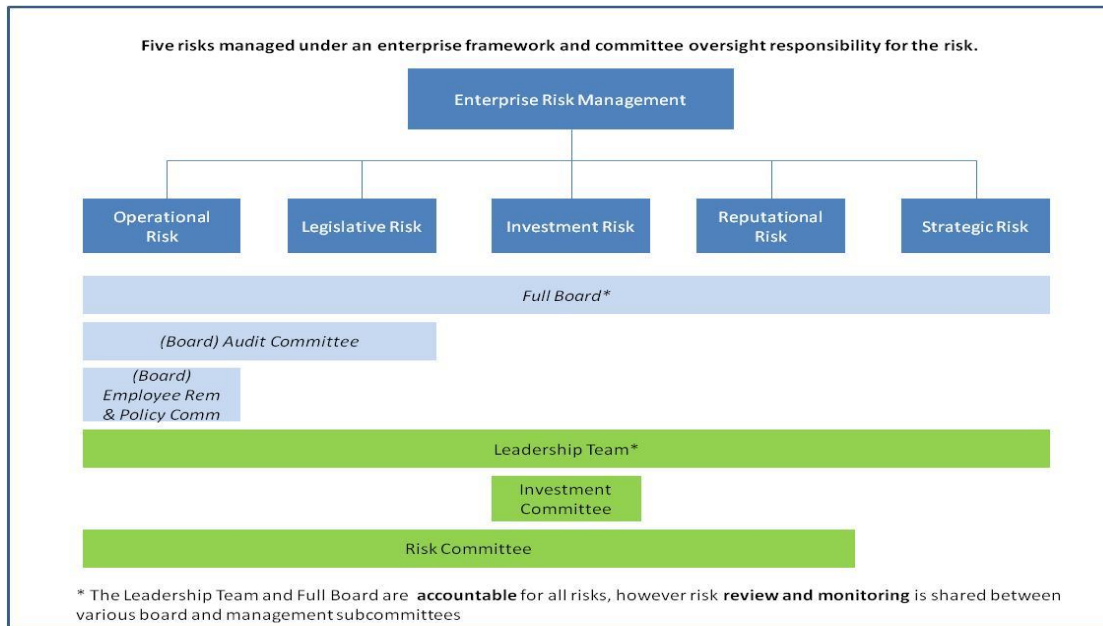 Five risks managed under an enterprise framework and committee oversight responsibility for the risk.
Enterprise Risk Management
Operational
Risk
Legislative Risk
Investment Risk
Reputational
Risk
Strategic Risk
Full Board*
(Board) Audit Committee
(Board)
Employee Rem
& Policy Comm
Leadership Team*
Investment
Committee
Risk Committee
* The Leadership Team and Full Board are accountable for all risks, however risk review and monitoring is shared between
various board and management subcommittees